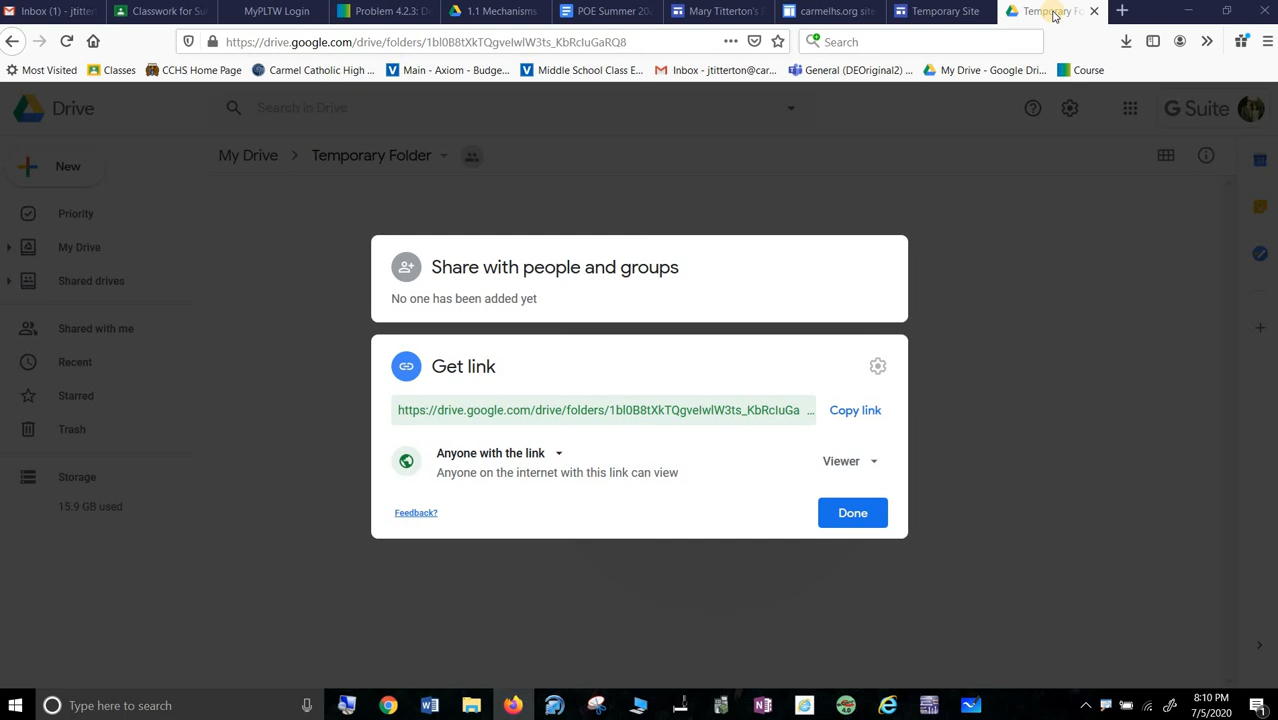 Inbox (1) - jtitter
Classwork for Su
MyPLTW Login
Problem 4.2.3: D
1.1 Mechanisms
POE Summer 20
Mary Titterton's
carmelhs.org site
Temporary Site
Temporary Fo
https://drive.google.com/drive/folders/1bl0B8tXkTQgveIwlW3ts_KbRcIuGaRQ8
Search
Most Visited
Classes
CCHS Home Page
Carmel Catholic High ...
Main - Axiom - Budge...
Middle School Class E...
Inbox - jtitterton@car...
General (DEOriginal2) ...
My Drive - Google Dri...
Course
Drive
Search in Drive
G Suite
New
My Drive > Temporary Folder
Priority
My Drive
Shared drives
Shared with me
Recent
Starred
Trash
Storage
15.9 GB used
Share with people and groups
No one has been added yet
Get link
https://drive.google.com/drive/folders/1bl0B8tXkTQgveIwlW3ts_KbRcIuGa ...
Copy link
Anyone with the link
Anyone on the internet with this link can view
Viewer
Feedback?
Done
Type here to search
8:10 PM
7/5/2020